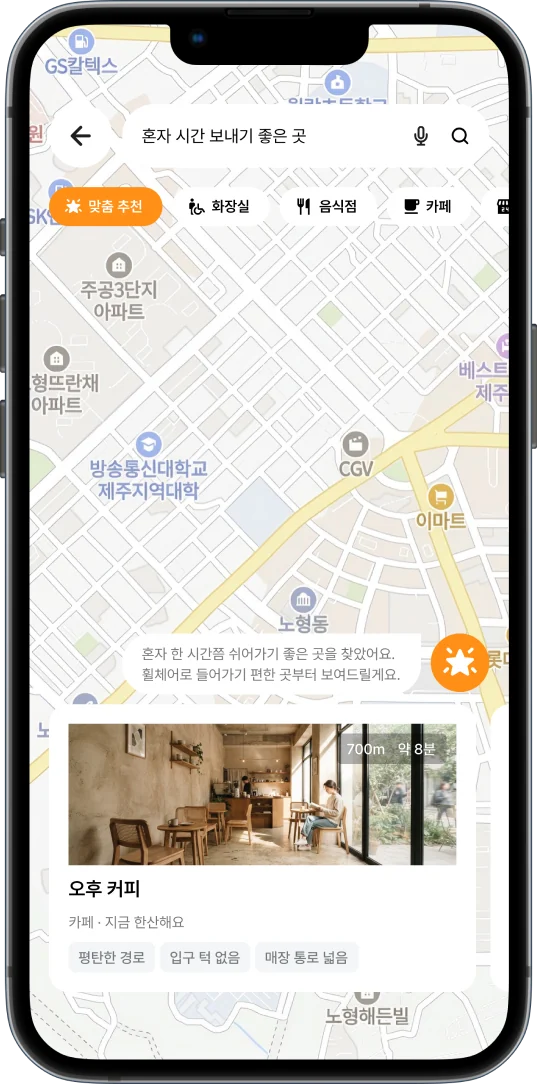 GS칼텍스
원
혼자 시간 보내기 좋은 곳
맞춤 추천
화장실
음식점
카페
주공3단지
아파트
형뜨란채
아파트
베스트
제주
방송통신대학교
제주지역대학
CGV
이마트
노형동
혼자 한 시간쯤 쉬어가기 좋은 곳을 찾았어요.
휠체어로 들어가기 편한 곳부터 보여드릴게요.
700m 약 8분
오후 커피
카페 · 지금 한산해요
평탄한 경로
입구 턱 없음
매장 통로 넓음
노형해든빌